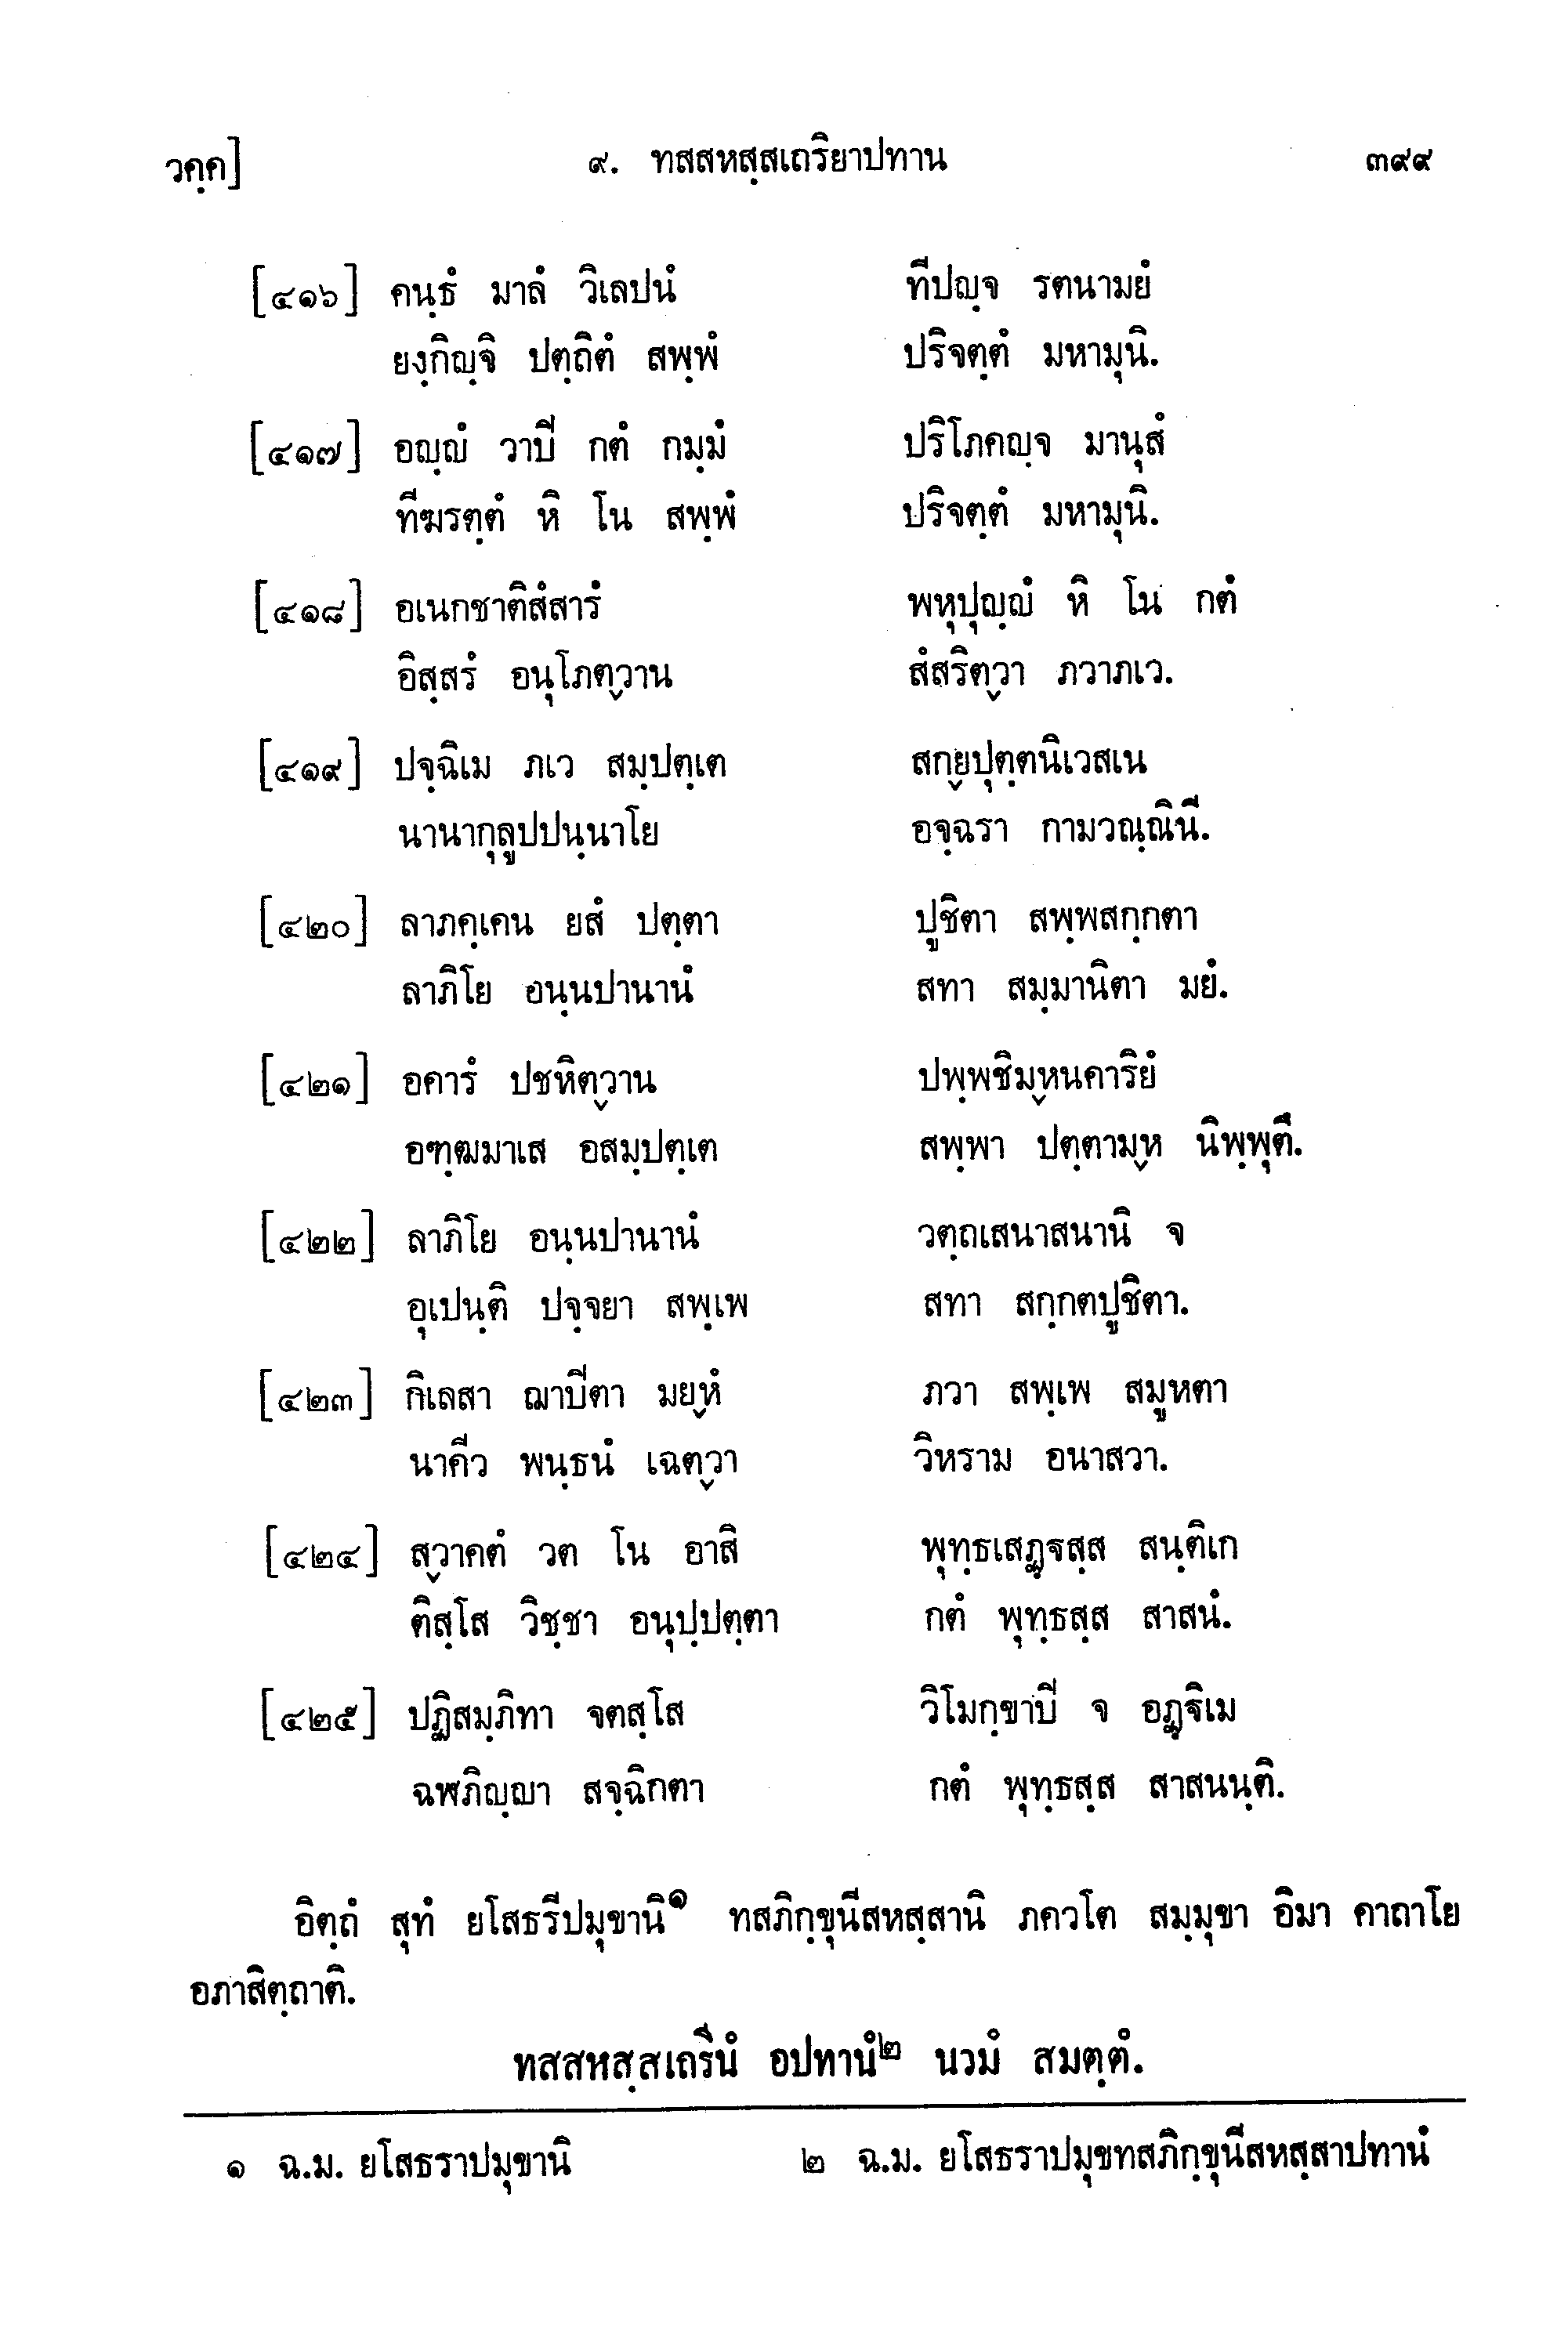 วคฺค] ๙. ทสสหสฺสเถริยาปทาน ๓๙๙
[๔๑๖] คนฺธํ มาลํ วิเลปนํ ทีปญฺจ รตนามยํ
ยงฺกิญฺจิ ปตฺถิตํ สพฺพํ ปริจตฺตํ มหามุนิ.
[๔๑๗] อญฺญํ วาปี กตํ กมฺมํ ปริโภคญฺจ มานุสํ
ทีฆรตฺตํ หิ โน สพฺพํ ปริจตฺตํ มหามุนิ.
[๔๑๘] อเนกชาติสํสารํ พหุปุญฺญํ หิ โน กตํ
อิสฺสรํ อนุโภตฺวาน สํสริตฺวา ภวาภเว.
[๔๑๙] ปจฺฉิเม ภเว สมฺปตฺเต สกฺยปุตฺตนิเวสเน
นานากุลูปปนฺนาโย อจฺฉรา กามวณฺณินี.
[๔๒๐] ลาภคฺเคน ยสํ ปตฺตา ปูชิตา สพฺพสกฺกตา
ลาภิโย อนฺนปานานํ สทา สมฺมานิตา มยํ.
[๔๒๑] อคารํ ปชหิตฺวาน ปพฺพชิมฺหนคาริยํ
อฑฺฒมาเส อสมฺปตฺเต สพฺพา ปตฺตามฺห นิพฺพุตึ.
[๔๒๒] ลาภิโย อนฺนปานานํ วตฺถเสนาสนานิ จ
อุเปนฺติ ปจฺจยา สพฺเพ สทา สกฺกตปูชิตา.
[๔๒๓] กิเลสา ฌาปีตา มยฺหํ ภวา สพฺเพ สมูหตา
นาคีว พนฺธนํ เฉตฺวา วิหราม อนาสวา.
[๔๒๔] สฺวาคตํ วต โน อาสิ พุทฺธเสฏฺฐสฺส สนฺติเก
ติสฺโส วิชฺชา อนุปฺปตฺตา กตํ พุทฺธสฺส สาสนํ.
[๔๒๕] ปฏิสมฺภิทา จตสฺโส วิโมกฺขาปี จ อฏฺฐิเม
ฉฬภิญฺญา สจฺฉิกตา กตํ พุทฺธสฺส สาสนนฺติ.
อิตฺถํ สุทํ ยโสธรีปมุขานิ๑ ทสภิกฺขุนีสหสฺสานิ ภควโต สมฺมุขา อิมา คาถาโย
อภาสิตฺถาติ.
ทสสหสฺสเถรีนํ อปทานํ๒ นวมํ สมตฺตํ.
๑ ฉ.ม. ยโสธราปมุขานิ ๒ ฉ.ม. ยโสธราปมุขทสภิกฺขุนีสหสฺสาปทานํ